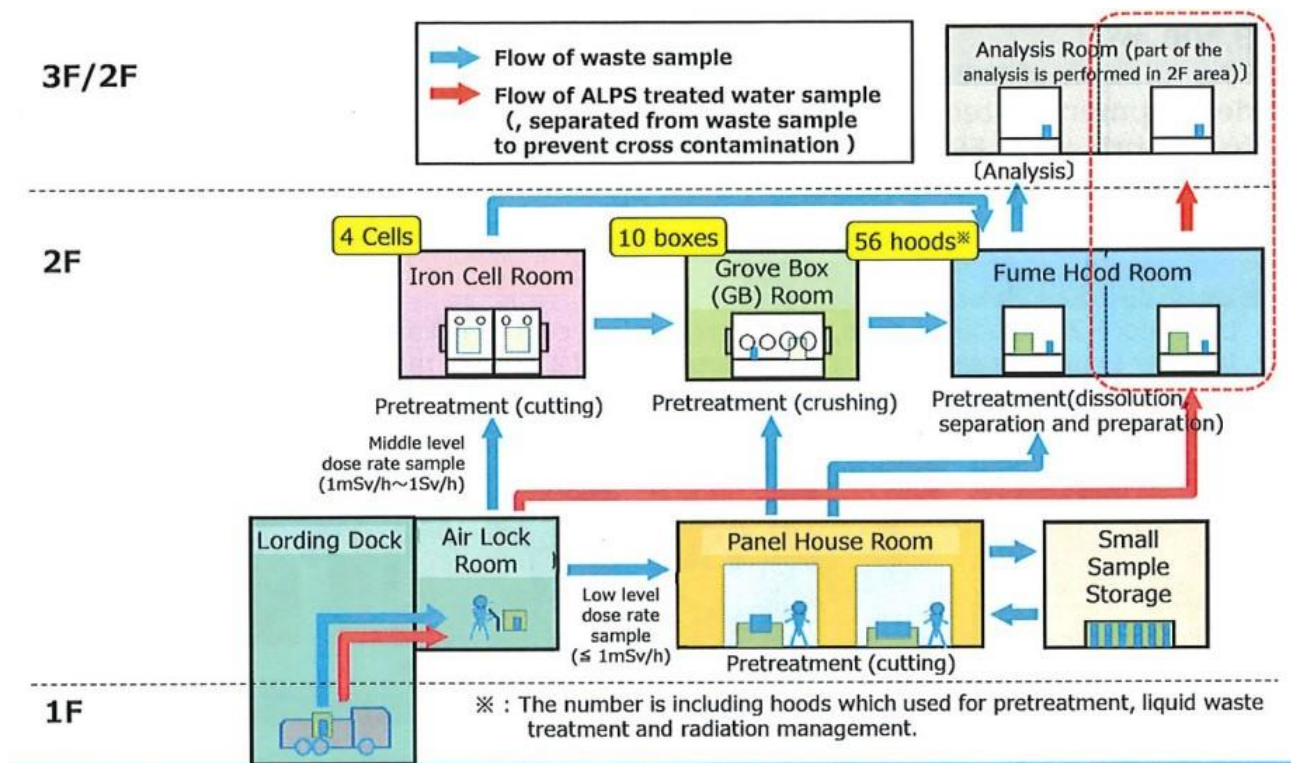 3F/2F
Flow of waste sample
Flow of ALPS treated water sample
(, separated from waste sample
to prevent cross contamination )
Analysis Room (part of the
analysis is performed in 2F area)〕
〔Analysis〕
2F
4 Cells
Iron Cell Room
Pretreatment (cutting)
10 boxes
Grove Box
(GB) Room
Pretreatment (crushing)
56 hoods※
Fume Hood Room
Pretreatment(dissolution,
separation and preparation)
Middle level
dose rate sample
(1mSv/h～1Sv/h)
Lording Dock
Air Lock
Room
)
Low level
dose rate
sample
(≦ 1mSv/h)
Panel House Room
Pretreatment (cutting)
Small
Sample
Storage
1F
※ : The number is including hoods which used for pretreatment, liquid waste
treatment and radiation management.